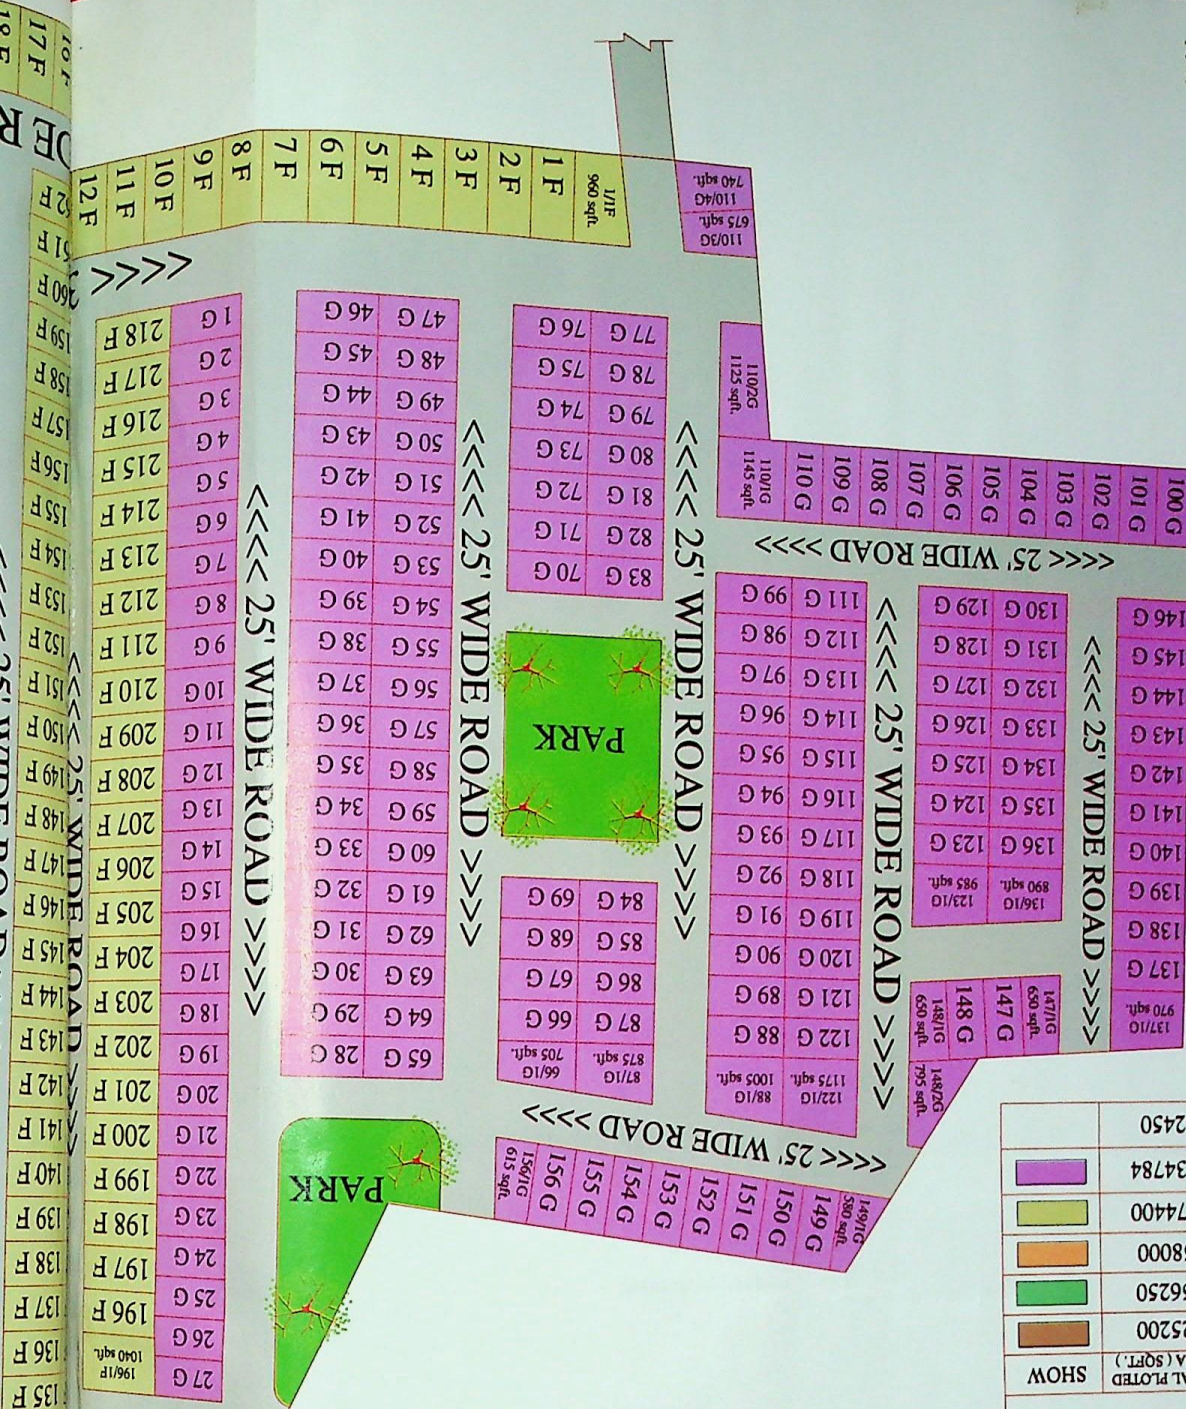 16 F
17 F
18 F
DE R
12 F
11 F
10 F
9 F
8 F
7 F
6 F
5 F
4 F
3 F
2 F
1 F
1/1F
960 sqft.
110/4G
740 sqft.
110/3G
675 sqft.
<<<<
218 F
217 F
216 F
215 F
214 F
213 F
212 F
211 F
210 F
209 F
208 F
207 F
206 F
205 F
204 F
203 F
202 F
201 F
200 F
199 F
198 F
197 F
196 F
196/1F
1040 sqft.
1 G
2 G
3 G
4 G
5 G
6 G
7 G
8 G
9 G
10 G
11 G
12 G
13 G
14 G
15 G
16 G
17 G
18 G
19 G
20 G
21 G
22 G
23 G
24 G
25 G
26 G
27 G
<<<< 25' WIDE ROAD >>>>
46 G
45 G
44 G
43 G
42 G
41 G
40 G
39 G
38 G
37 G
36 G
35 G
34 G
33 G
32 G
31 G
30 G
29 G
28 G
47 G
48 G
49 G
50 G
51 G
52 G
53 G
54 G
55 G
56 G
57 G
58 G
59 G
60 G
61 G
62 G
63 G
64 G
65 G
<<<< 25' WIDE ROAD >>>>
76 G
75 G
74 G
73 G
72 G
71 G
70 G
77 G
78 G
79 G
80 G
81 G
82 G
83 G
PARK
69 G
68 G
67 G
66 G
66/1G
705 sqft.
84 G
85 G
86 G
87 G
87/1G
875 sqft.
<<<< 25' WIDE ROAD >>>>
110/2G
1125 sqft.
110/1G
1145 sqft.
110 G
109 G
108 G
107 G
106 G
105 G
104 G
103 G
102 G
101 G
100 G
<<<< 25' WIDE ROAD >>>>
99 G
98 G
97 G
96 G
95 G
94 G
93 G
92 G
91 G
90 G
89 G
88 G
88/1G
1005 sqft.
111 G
112 G
113 G
114 G
115 G
116 G
117 G
118 G
119 G
120 G
121 G
122 G
122/1G
1175 sqft.
<<<< 25' WIDE ROAD >>>>
129 G
128 G
127 G
126 G
125 G
124 G
123 G
123/1G
985 sqft.
130 G
131 G
132 G
133 G
134 G
135 G
136 G
136/1G
890 sqft.
<<<< 25' WIDE ROAD >>>>
146 G
145 G
144 G
143 G
142 G
141 G
140 G
139 G
138 G
137 G
137/1G
970 sqft.
148/1G
650 sqft.
148 G
147 G
147/1G
650 sqft.
148/2G
795 sqft.
<<<< 25' WIDE ROAD >>>>
156/1G
615 sqft.
156 G
155 G
154 G
153 G
152 G
151 G
150 G
149 G
149/1G
580 sqft.
PARK
159 F
158 F
157 F
156 F
155 F
154 F
153 F
152 F
151 F
150 F
149 F
148 F
147 F
146 F
145 F
144 F
143 F
142 F
141 F
140 F
139 F
138 F
137 F
136 F
135 F
<<<< 25' WIDE ROAD >>>>
SHOW
A (SQFT.)
25200
56250
8000
74400
34784
2450